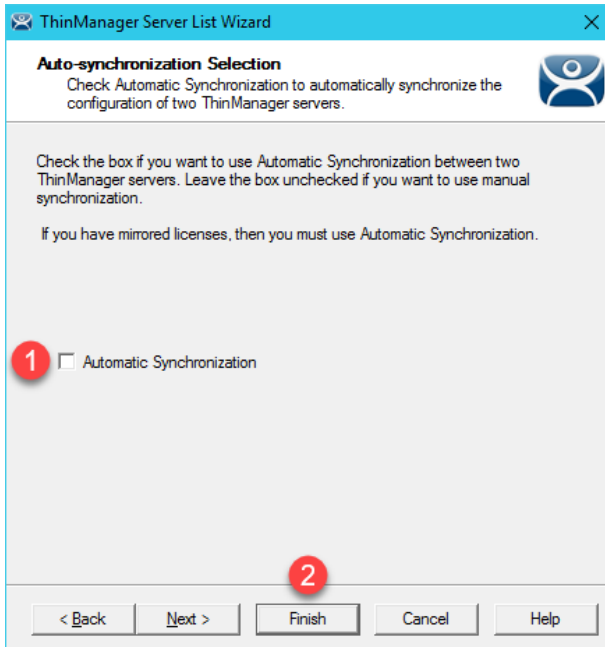 ThinManager Server List Wizard
Auto-synchronization Selection
Check Automatic Synchronization to automatically synchronize the
configuration of two ThinManager servers.
Check the box if you want to use Automatic Synchronization between two
ThinManager servers. Leave the box unchecked if you want to use manual
synchronization.
If you have mirrored licenses, then you must use Automatic Synchronization.
1 Automatic Synchronization
2
< Back Next > Finish Cancel Help